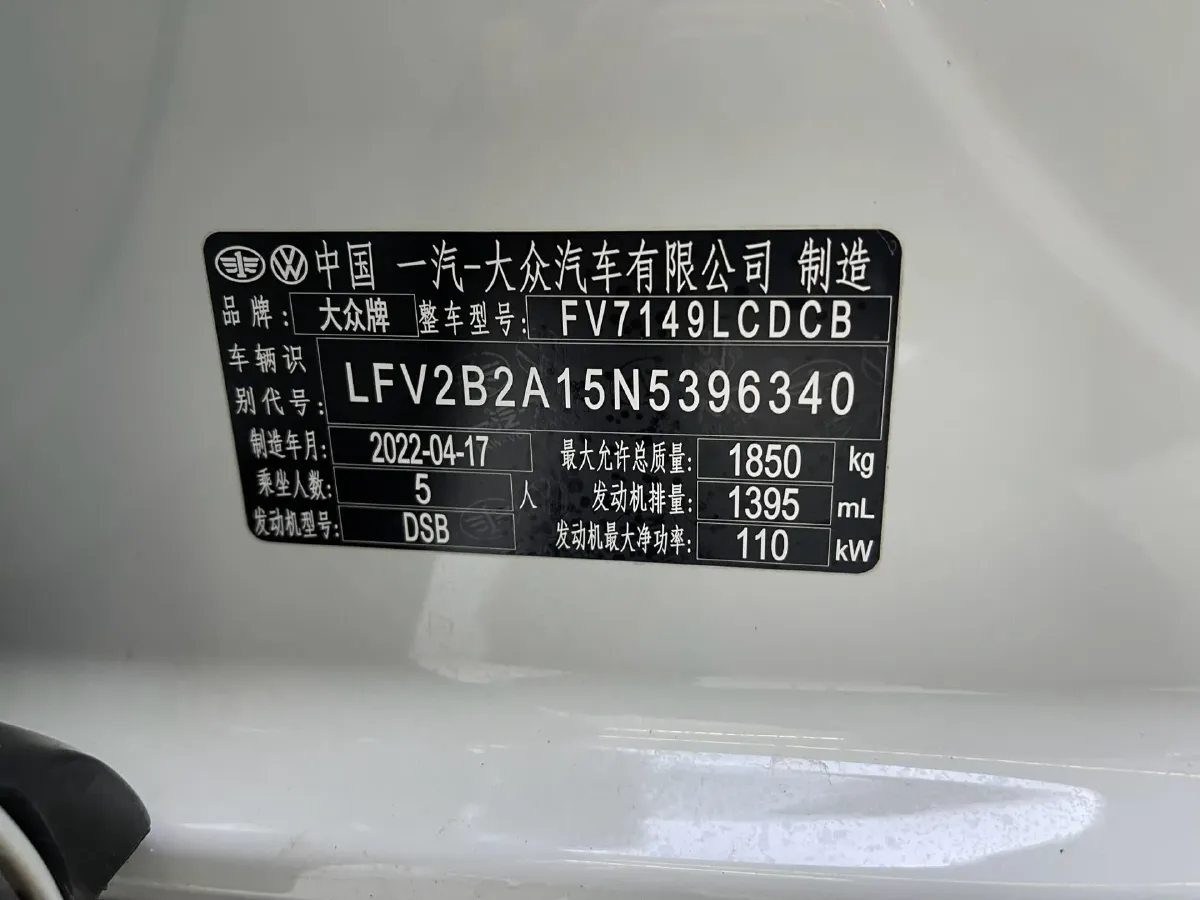 中国 一汽-大众汽车有限公司 制造
品牌: 大众牌 整车型号: FV7149LCDCB
车辆识别代号: LFV2B2A15N5396340
制造年月: 2022-04-17 最大允许总质量: 1850 kg
乘坐人数: 5 人 发动机排量: 1395 mL
发动机型号: DSB 发动机最大净功率: 110 kW